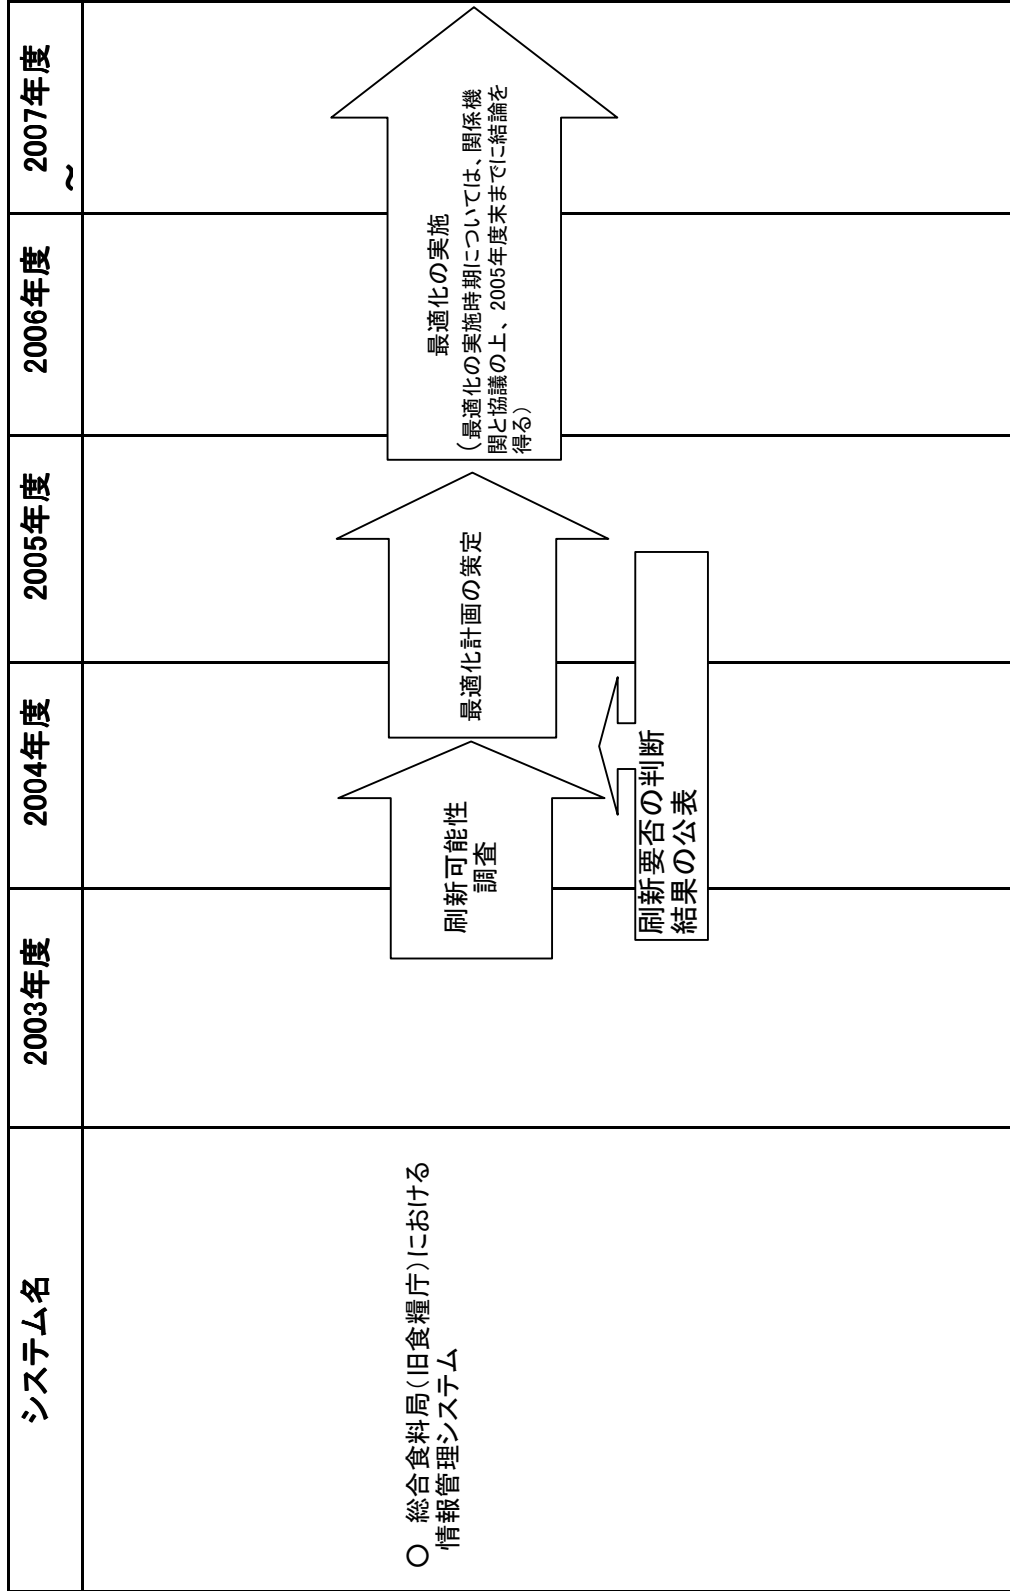 システム名
2003年度
2004年度
2005年度
2006年度
2007年度
~
○ 総合食料局(旧食糧庁)における
情報管理システム
刷新可能性
調査
最適化計画の策定
最適化の実施
(最適化の実施時期については、関係機
関と協議の上、2005年度末までに結論を
得る)
刷新要否の判断
結果の公表